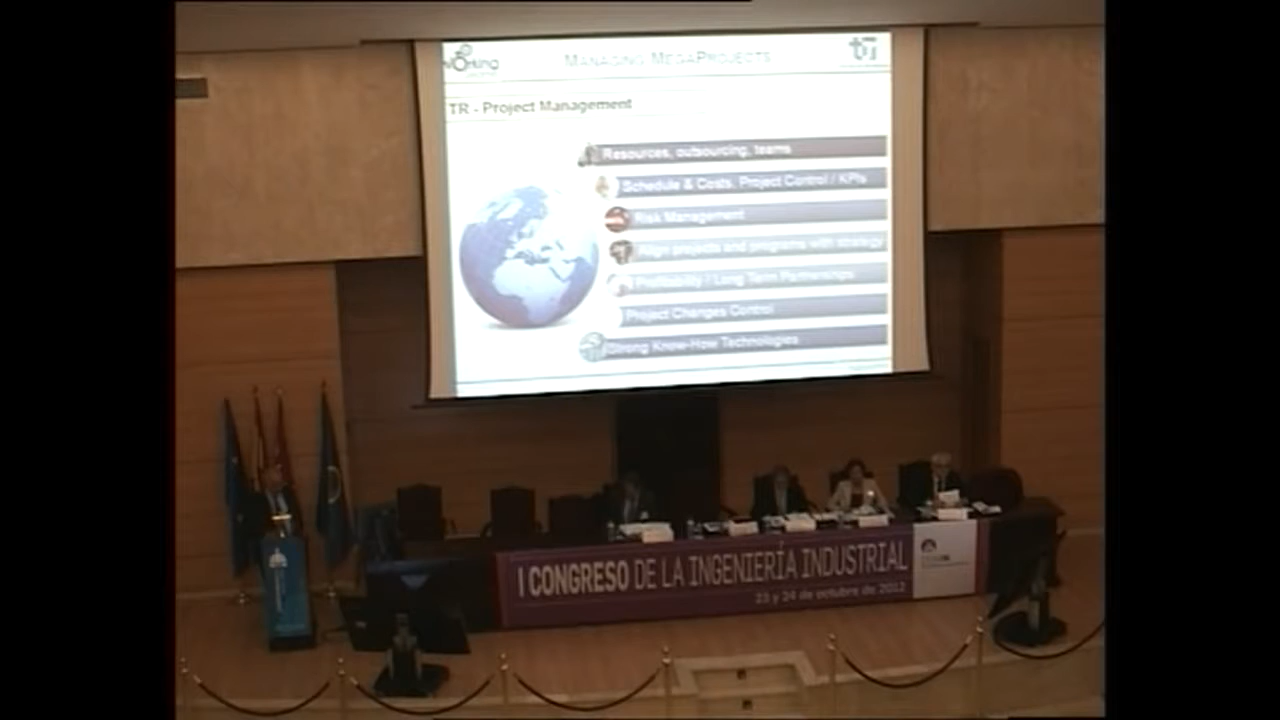 wOrking
MANAGING MEGAPROJECTS
TR - Project Management
Resources, outsourcing, teams
Schedule & Costs. Project Control / KPIs
Risk Management
Align projects and programs with strategy
Profitability / Long Term Partnerships
Project Changes Control
Strong Know-How Technologies
I CONGRESO DE LA INGENIERÍA INDUSTRIAL
23 y 24 de octubre de 2012